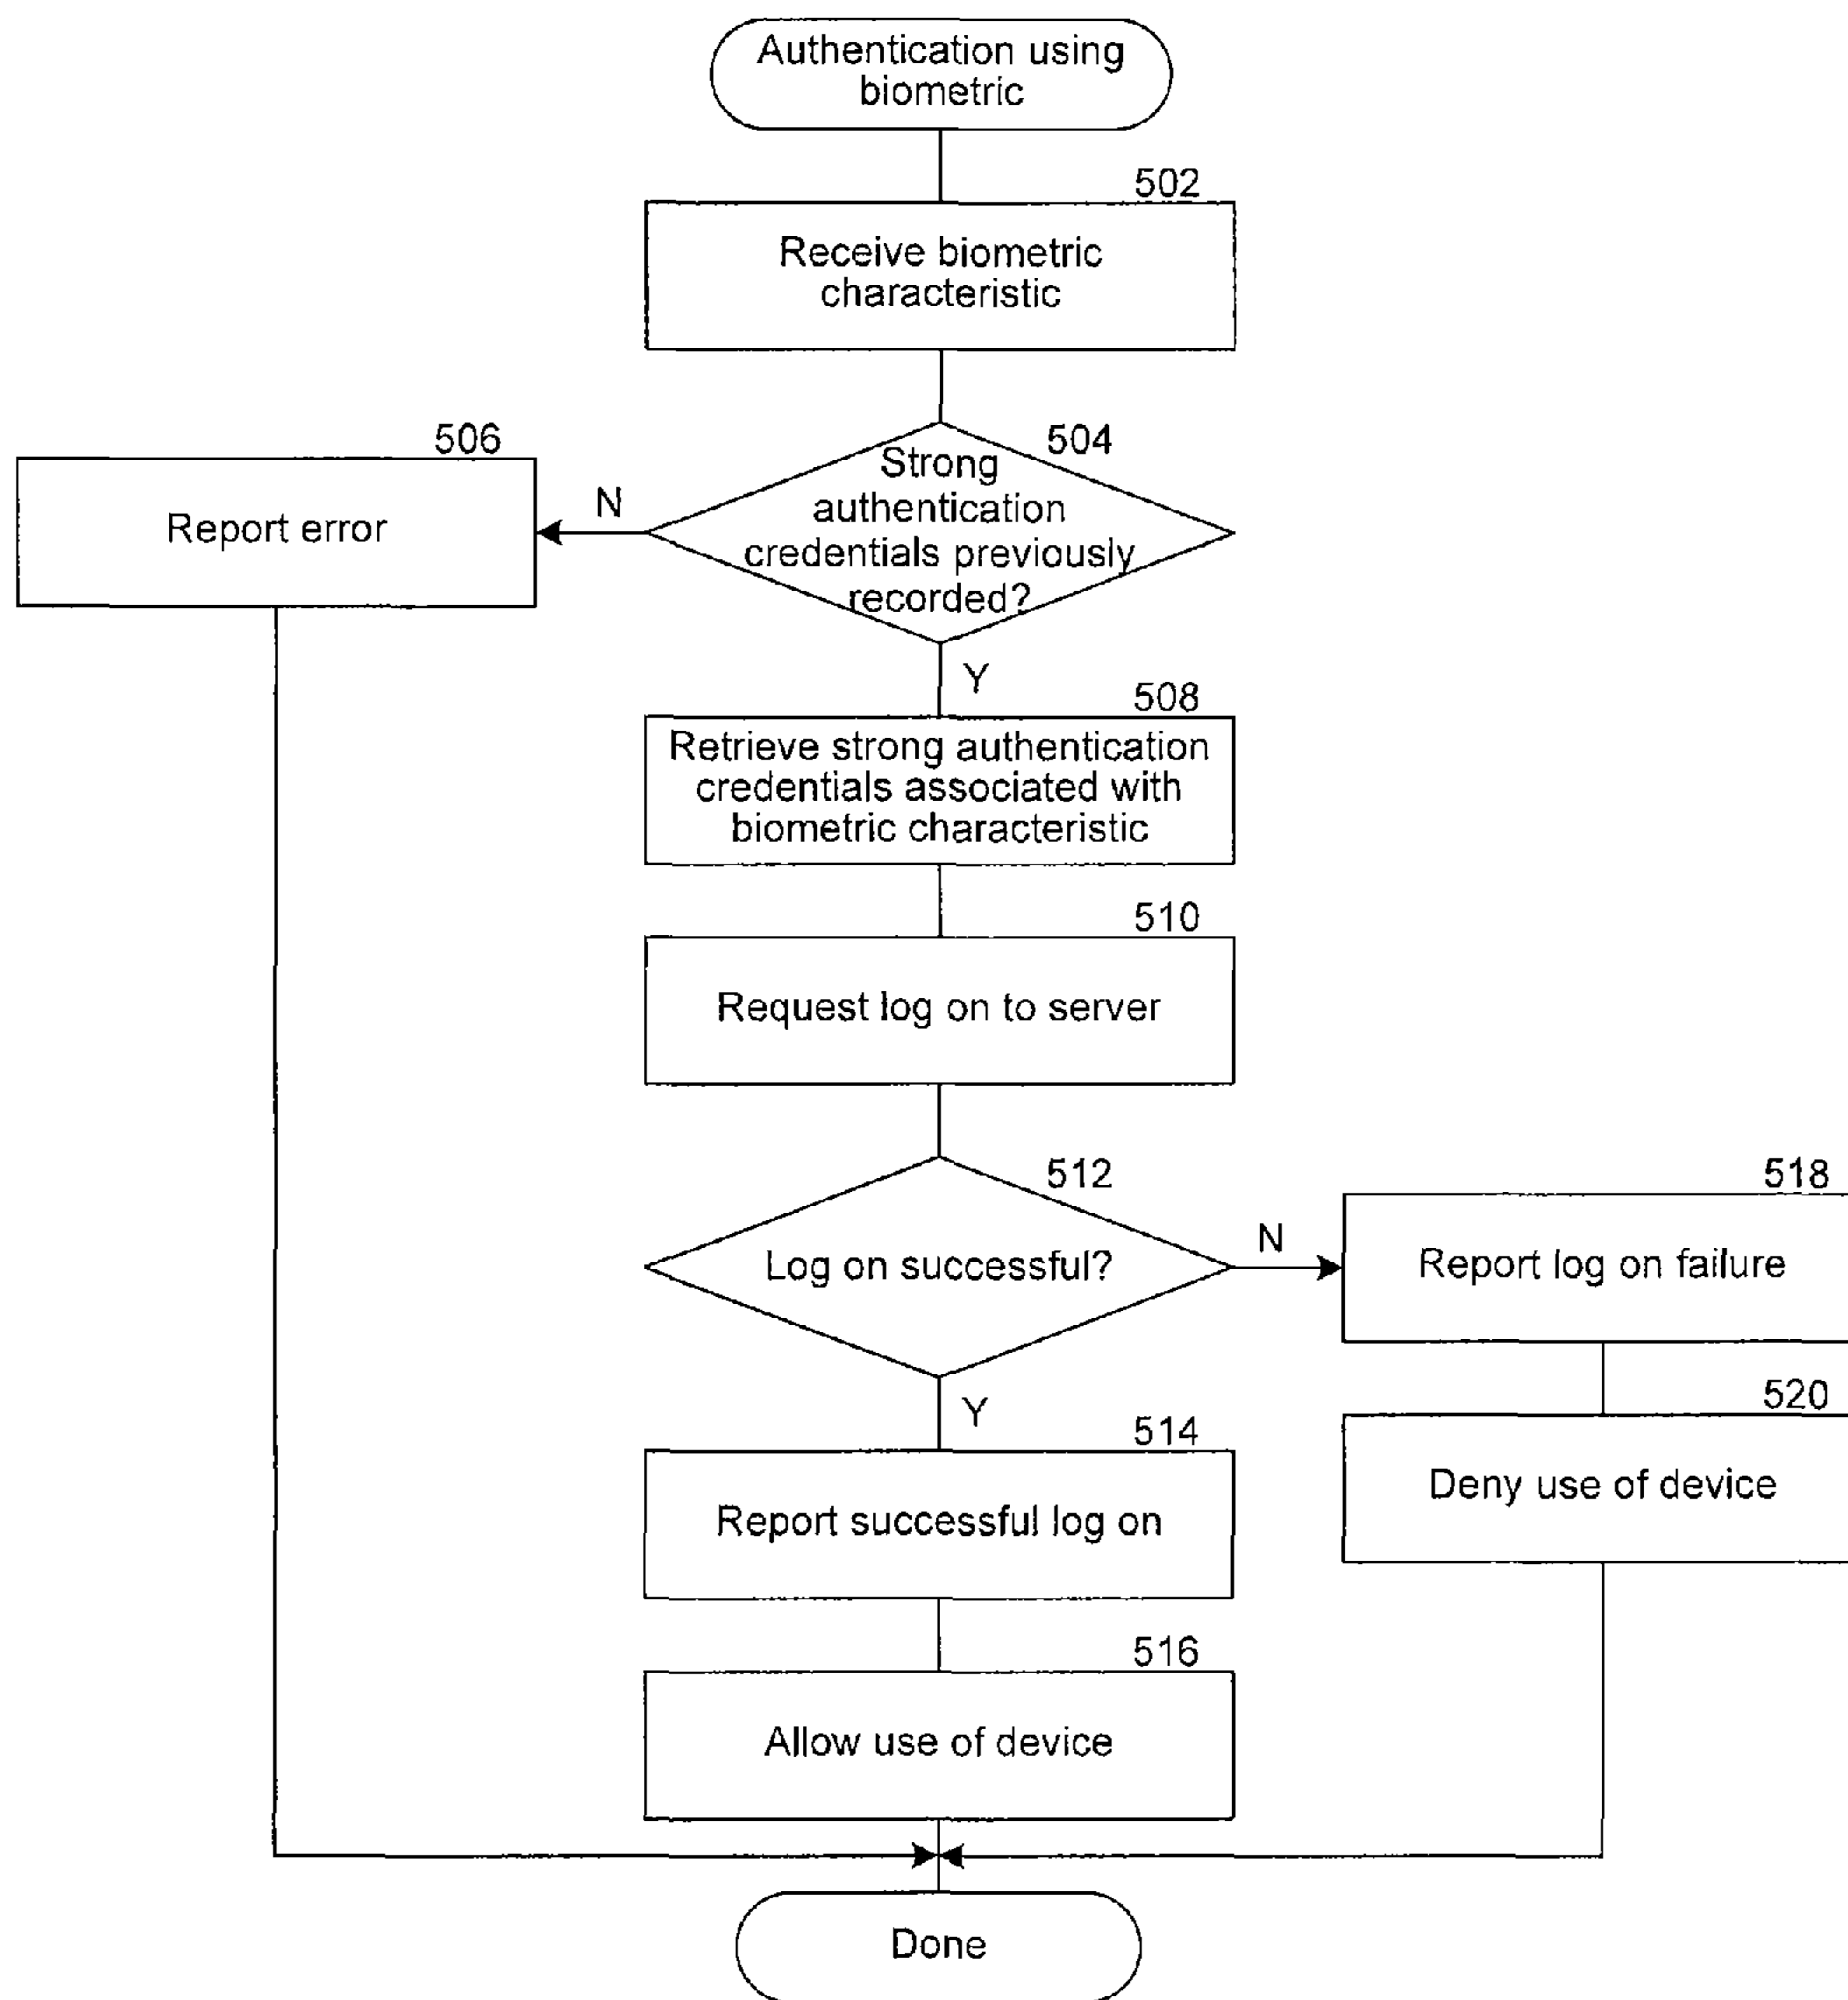 Authentication using
biometric
502
Receive biometric
characteristic
506
Report error
N
504
Strong
authentication
credentials previously
recorded?
Y
508
Retrieve strong authentication
credentials associated with
biometric characteristic
510
Request log on to server
512
Log on successful?
N
518
Report log on failure
Y
520
Deny use of device
514
Report successful log on
516
Allow use of device
Done